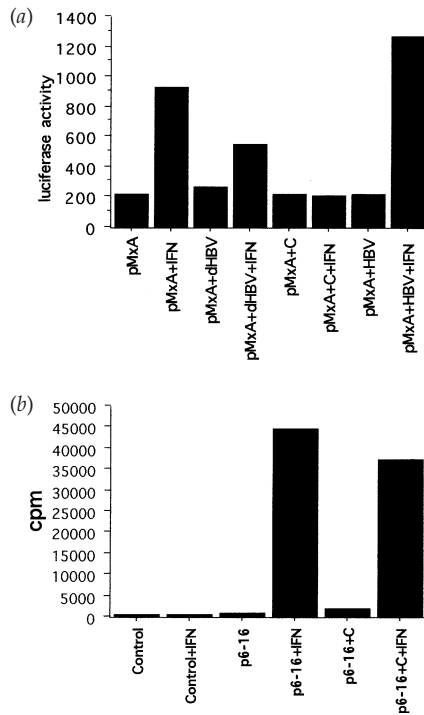 (a)
luciferase activity
1400
1200
1000
800
600
400
200
0
pMxA
pMxA+IFN
pMxA+dHBV
pMxA+dHBV+IFN
pMxA+C
pMxA+C+IFN
pMxA+HBV
pMxA+HBV+IFN
(b)
cpm
50000
45000
40000
35000
30000
25000
20000
15000
10000
5000
0
Control
Control+IFN
p6-16
p6-16+IFN
p6-16+C
p6-16+C+IFN